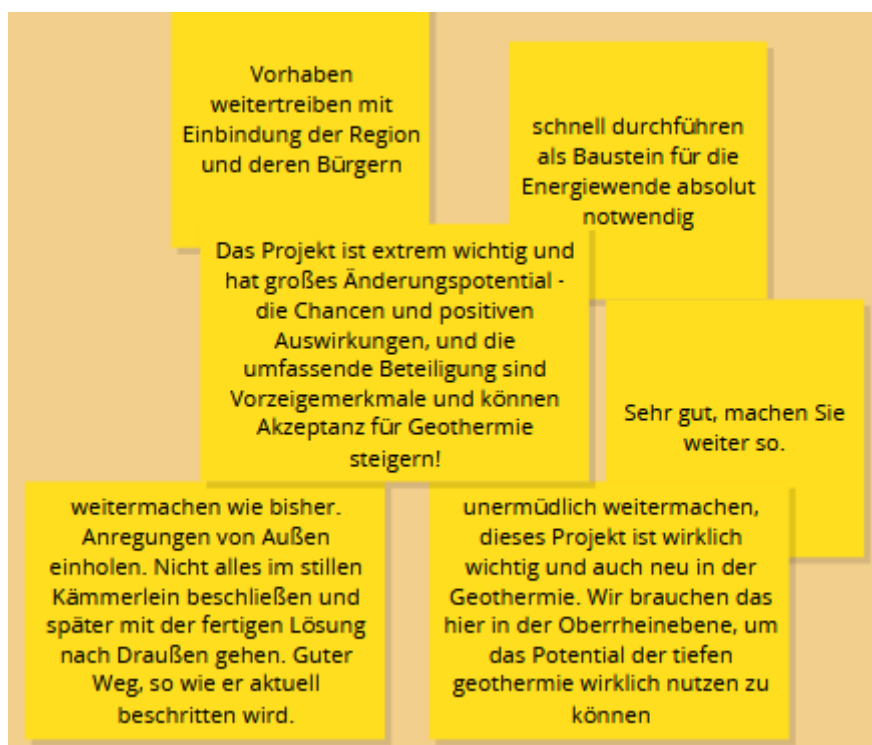 Vorhaben
weitertreiben mit
Einbindung der Region
und deren Bürgern
schnell durchführen
als Baustein für die
Energiewende absolut
notwendig
Das Projekt ist extrem wichtig und
hat großes Änderungspotential -
die Chancen und positiven
Auswirkungen, und die
umfassende Beteiligung sind
Vorzeigemerkmale und können
Akzeptanz für Geothermie
steigern!
Sehr gut, machen Sie
weiter so.
weitermachen wie bisher.
Anregungen von Außen
einholen. Nicht alles im stillen
Kämmerlein beschließen und
später mit der fertigen Lösung
nach Draußen gehen. Guter
Weg, so wie er aktuell
beschritten wird.
unermüdlich weitermachen,
dieses Projekt ist wirklich
wichtig und auch neu in der
Geothermie. Wir brauchen das
hier in der Oberrheinebene, um
das Potential der tiefen
geothermie wirklich nutzen zu
können